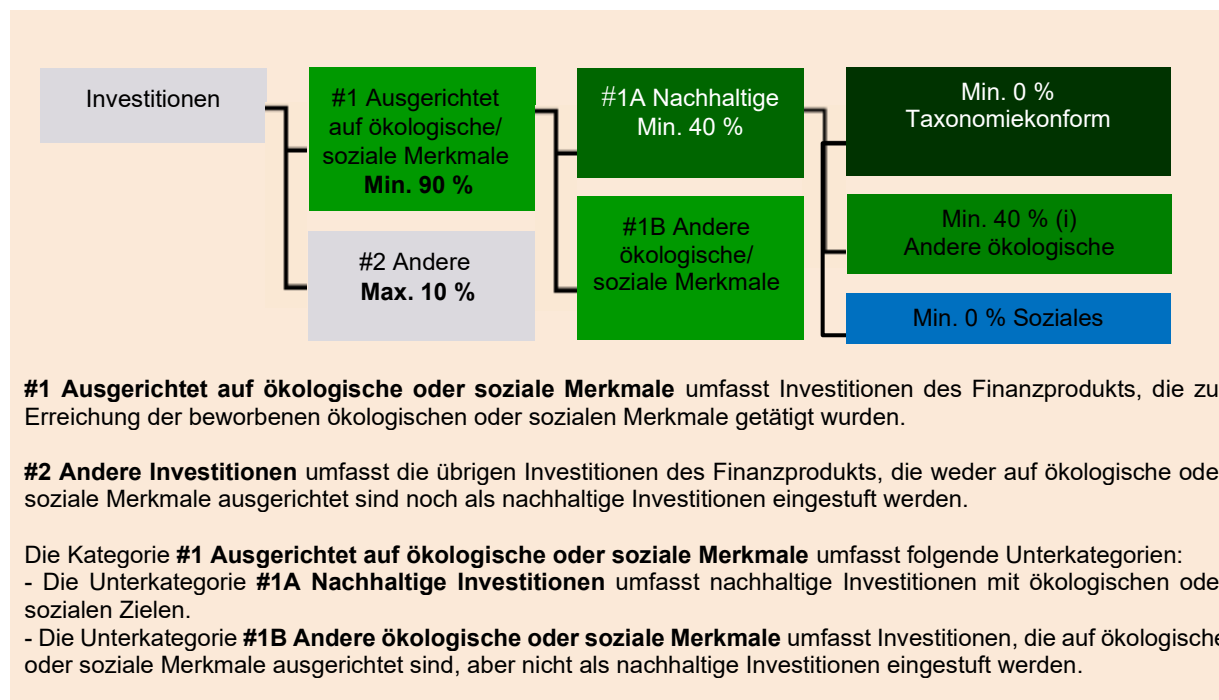 Investitionen
#1 Ausgerichtet
auf ökologische/
soziale Merkmale
Min. 90 %
#2 Andere
Max. 10 %
#1A Nachhaltige
Min. 40 %
#1B Andere
ökologische/
soziale Merkmale
Min. 0 %
Taxonomiekonform
Min. 40 % (i)
Andere ökologische
Min. 0 % Soziales
#1 Ausgerichtet auf ökologische oder soziale Merkmale umfasst Investitionen des Finanzprodukts, die zu
Erreichung der beworbenen ökologischen oder sozialen Merkmale getätigt wurden.
#2 Andere Investitionen umfasst die übrigen Investitionen des Finanzprodukts, die weder auf ökologische ode
soziale Merkmale ausgerichtet sind noch als nachhaltige Investitionen eingestuft werden.
Die Kategorie #1 Ausgerichtet auf ökologische oder soziale Merkmale umfasst folgende Unterkategorien:
- Die Unterkategorie #1A Nachhaltige Investitionen umfasst nachhaltige Investitionen mit ökologischen ode
sozialen Zielen.
- Die Unterkategorie #1B Andere ökologische oder soziale Merkmale umfasst Investitionen, die auf ökologische
oder soziale Merkmale ausgerichtet sind, aber nicht als nachhaltige Investitionen eingestuft werden.